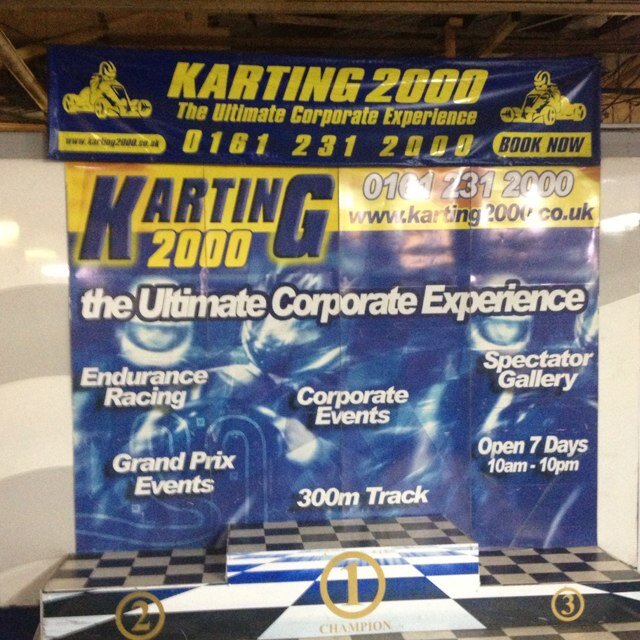 KARTING 2000
The Ultimate Corporate Experience
www.karting2000.co.uk
0161 231 2000
BOOK NOW
KARTING
2000
0161 231 2000
www.karting2000.co.uk
the Ultimate Corporate Experience
Endurance
Racing
Corporate
Events
Spectator
Gallery
Grand Prix
Events
300m Track
Open 7 Days
10am - 10pm
1
CHAMPION
2
3